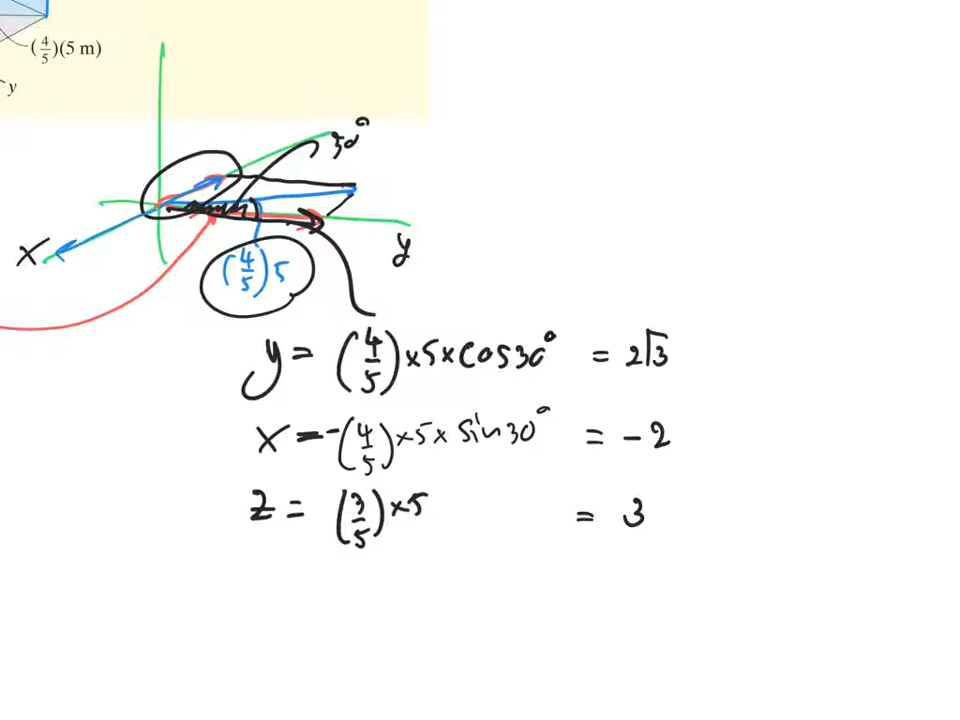 (4/5)(5 m)
y
30°
x
y
(4/5)5
y = (4/5)×5×cos30° = 2√3
x = -(4/5)×5×sin30° = -2
z = (3/5)×5 = 3